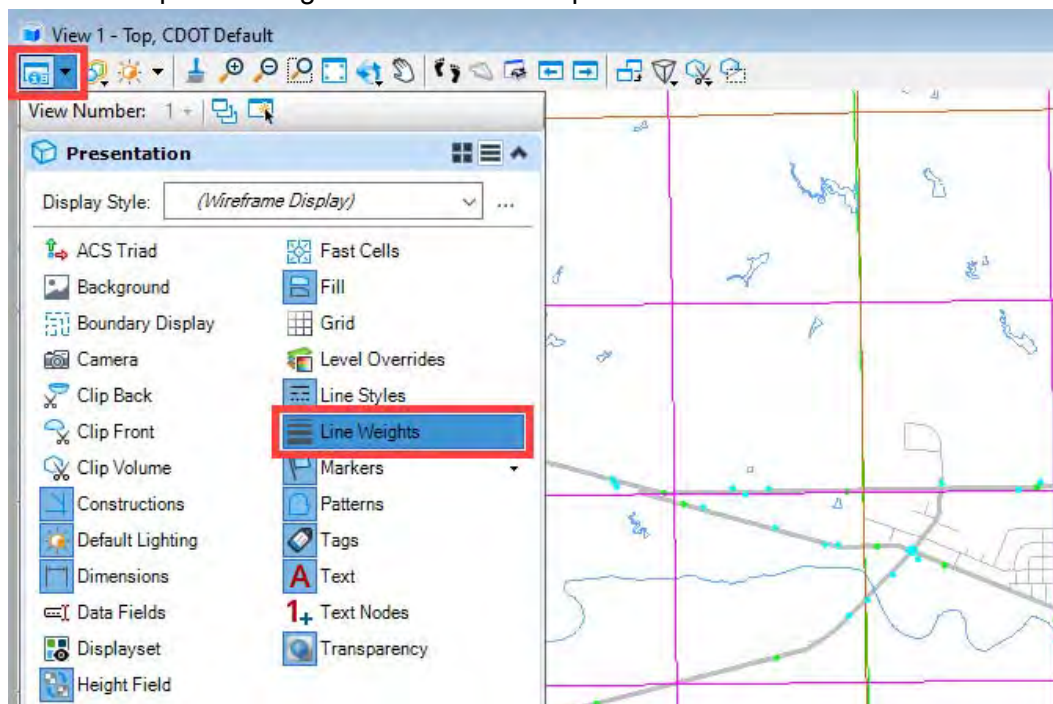 View 1 - Top, CDOT Default
View Number: 1
Presentation
Display Style: (Wireframe Display) ...
ACS Triad
Fast Cells
Background
Fill
Boundary Display
Grid
Camera
Level Overrides
Clip Back
Line Styles
Clip Front
Line Weights
Clip Volume
Markers
Constructions
Patterns
Default Lighting
Tags
Dimensions
Text
Data Fields
Text Nodes
Displayset
Transparency
Height Field